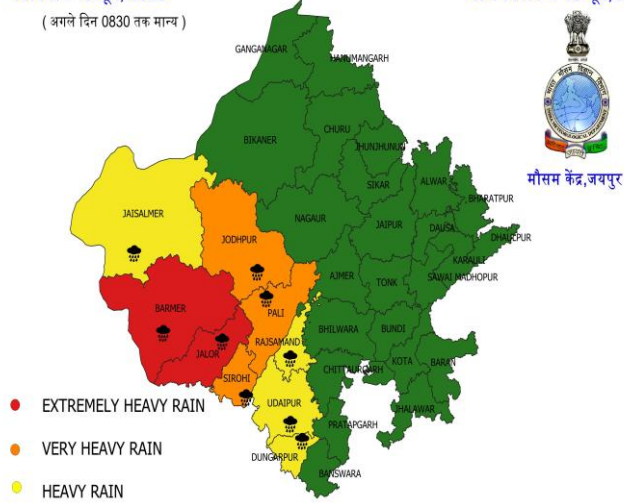 ( अगले दिन 0830 तक मान्य )
GANGANAGAR
HANUMANGARH
BIKANER
CHURU
JHUNJHUNUN
SIKAR
ALWAR
BHARATPUR
मौसम केंद्र,जयपुर
JAISALMER
JODHPUR
NAGAUR
JAIPUR
DAUSA
DHAULPUR
KARAULI
SAWAI MADHOPUR
AJMER
TONK
BARMER
PALI
JALOR
RAJSAMAND
BHILWARA
BUNDI
SIROHI
CHITTAURGARH
KOTA
BARAN
UDAIPUR
PRATAPGARH
JHALAWAR
DUNGARPUR
BANSWARA
EXTREMELY HEAVY RAIN
VERY HEAVY RAIN
HEAVY RAIN